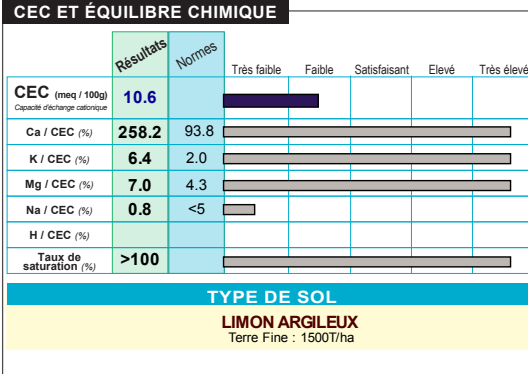 CEC ET ÉQUILIBRE CHIMIQUE
Résultats Normes
Très faible Faible Satisfaisant Elevé Très élevé
CEC (meq / 100g) 10.6
Capacité d'échange cationique
Ca / CEC (%) 258.2 93.8
K / CEC (%) 6.4 2.0
Mg / CEC (%) 7.0 4.3
Na / CEC (%) 0.8 <5
H / CEC (%)
Taux de
saturation (%) >100
TYPE DE SOL
LIMON ARGILEUX
Terre Fine : 1500T/ha